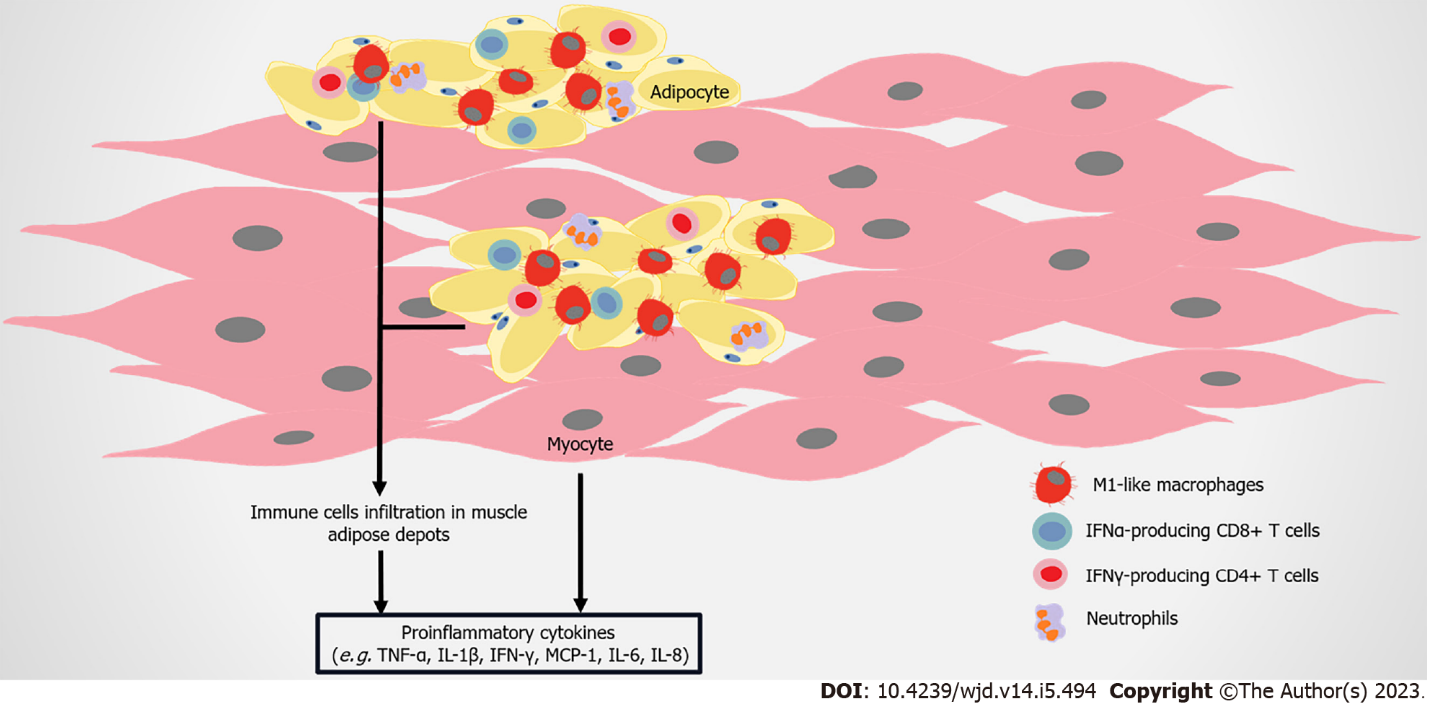 Adipocyte
Myocyte
Immune cells infiltration in muscle
adipose depots
Proinflammatory cytokines
(e.g. TNF-α, IL-1β, IFN-γ, MCP-1, IL-6, IL-8)
M1-like macrophages
IFNα-producing CD8+ T cells
IFNγ-producing CD4+ T cells
Neutrophils
DOI: 10.4239/wjd.v14.i5.494 Copyright ©The Author(s) 2023.